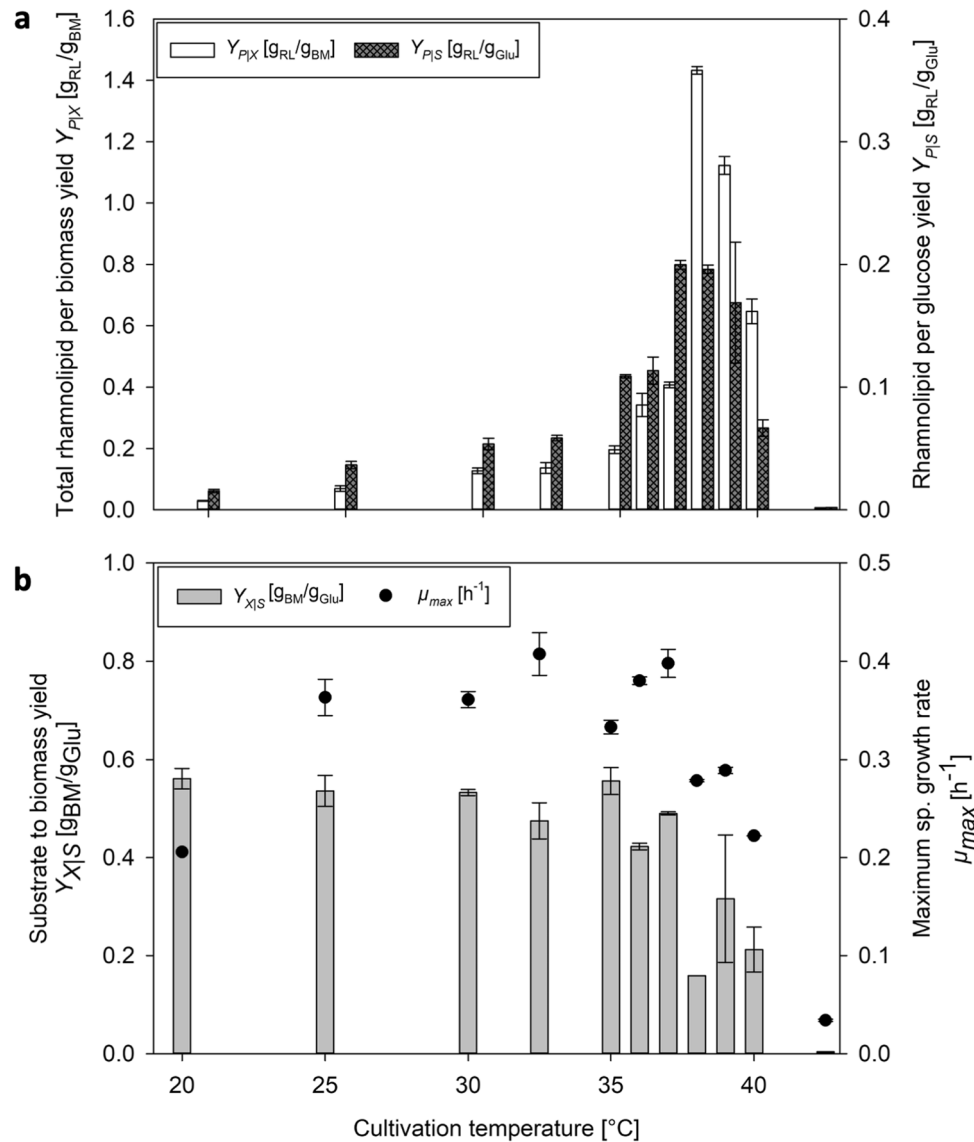 a
Y_P|X [g_RL/g_BM] Y_P|S [g_RL/g_Glu]
Total rhamnolipid per biomass yield Y_P|X [g_RL/g_BM]
1.6
1.4
1.2
1.0
0.8
0.6
0.4
0.2
0.0
0.4
0.3
0.2
0.1
0.0
Rhamnolipid per glucose yield Y_P|S [g_RL/g_Glu]
b
Y_X|S [g_BM/g_Glu] μ_max [h⁻¹]
Substrate to biomass yield
Y_X|S [g_BM/g_Glu]
1.0
0.8
0.6
0.4
0.2
0.0
0.5
0.4
0.3
0.2
0.1
0.0
Maximum sp. growth rate
μ_max [h⁻¹]
20 25 30 35 40
Cultivation temperature [°C]